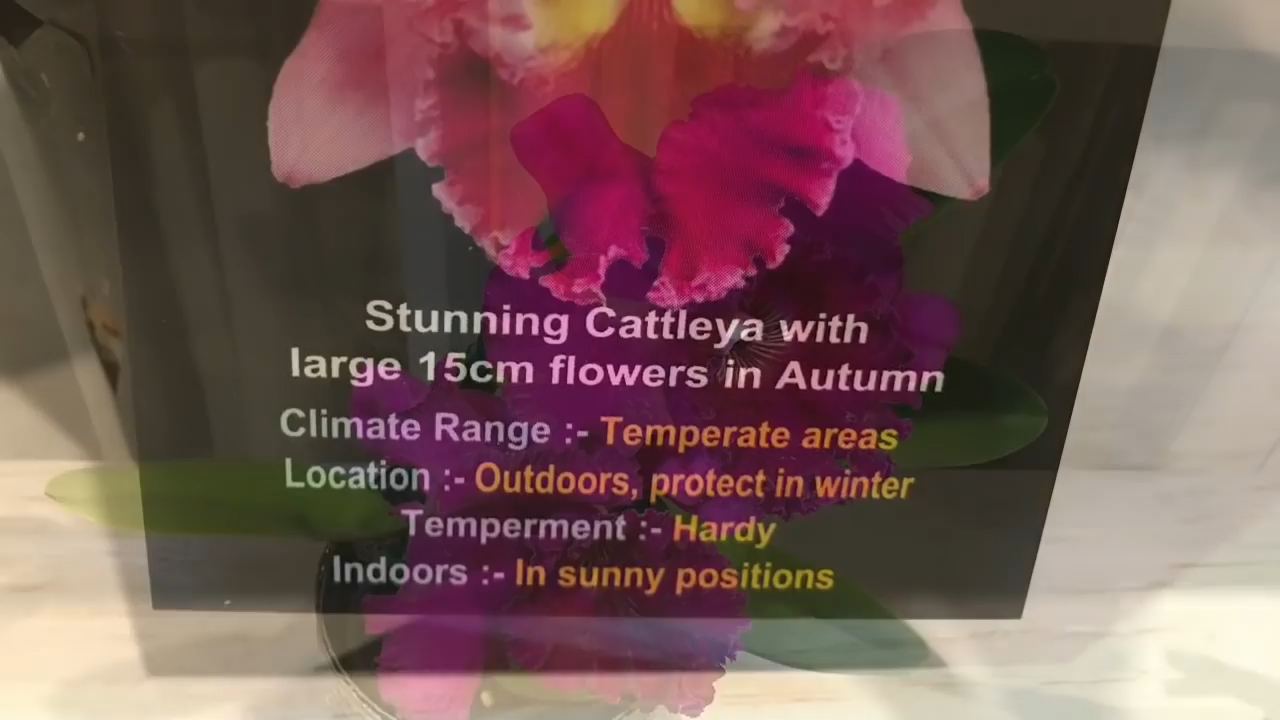 Stunning Cattleya with
large 15cm flowers in Autumn
Climate Range :- Temperate areas
Location :- Outdoors, protect in winter
Temperment :- Hardy
Indoors :- In sunny positions